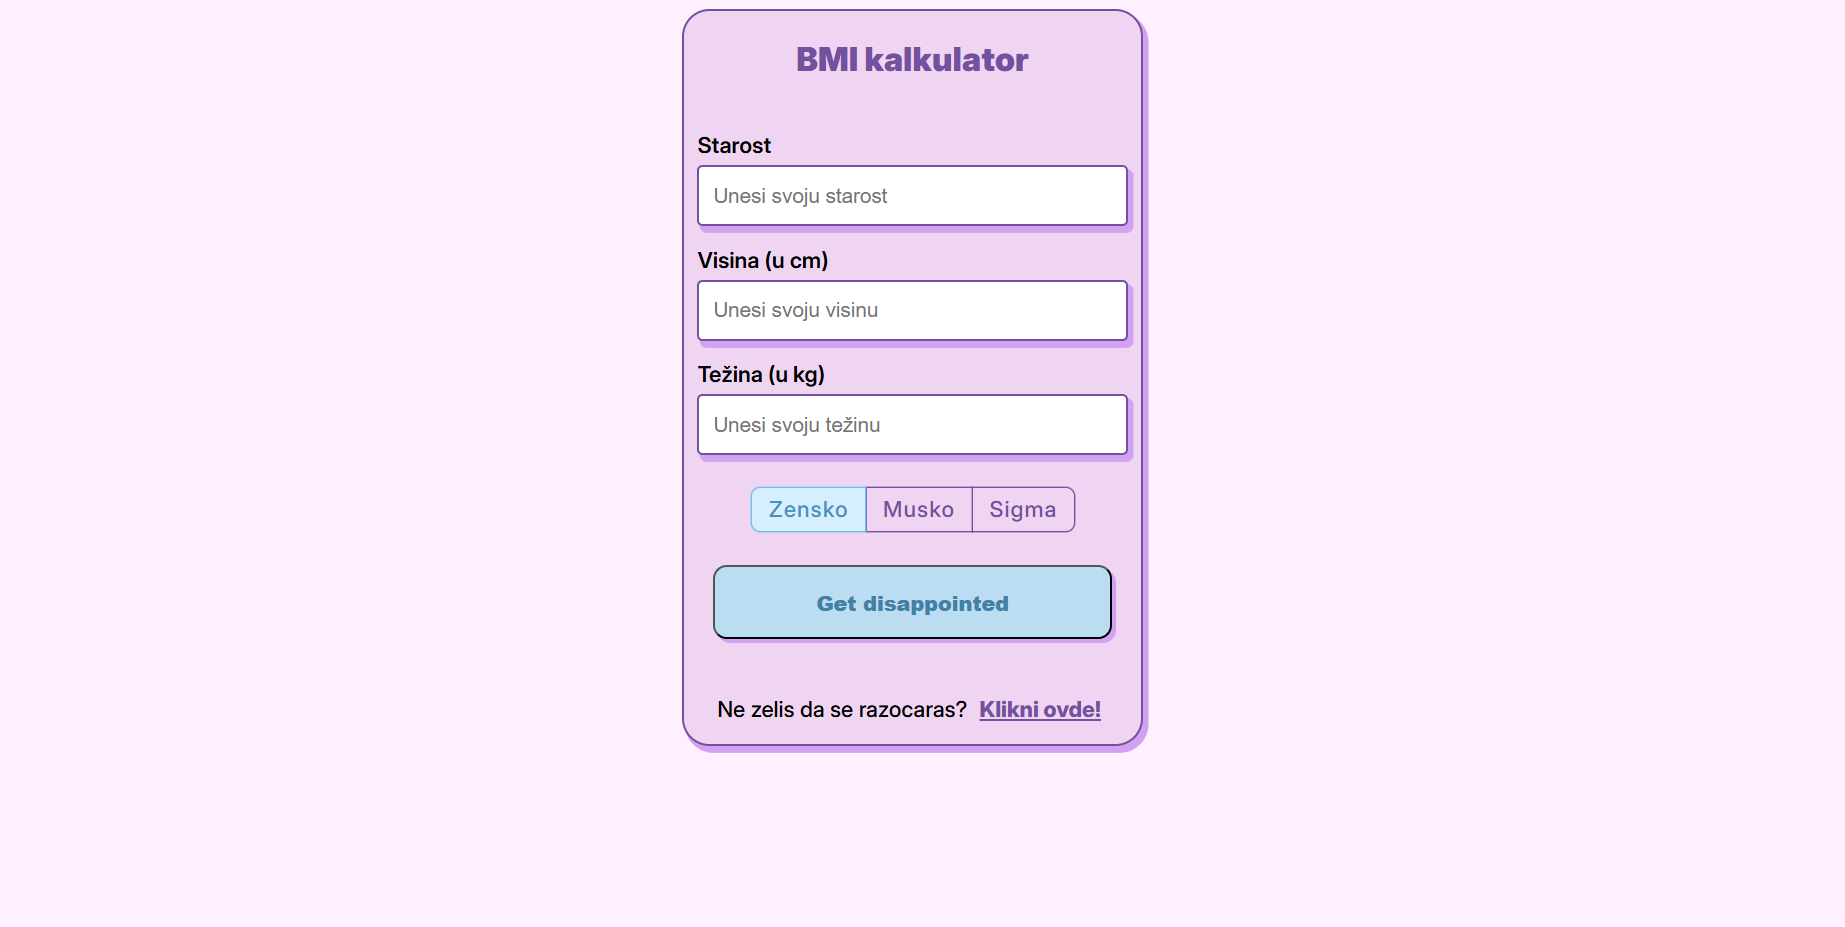 BMI kalkulator
Starost
Unesi svoju starost
Visina (u cm)
Unesi svoju visinu
Težina (u kg)
Unesi svoju težinu
Zensko Musko Sigma
Get disappointed
Ne zelis da se razocaras? Klikni ovde!